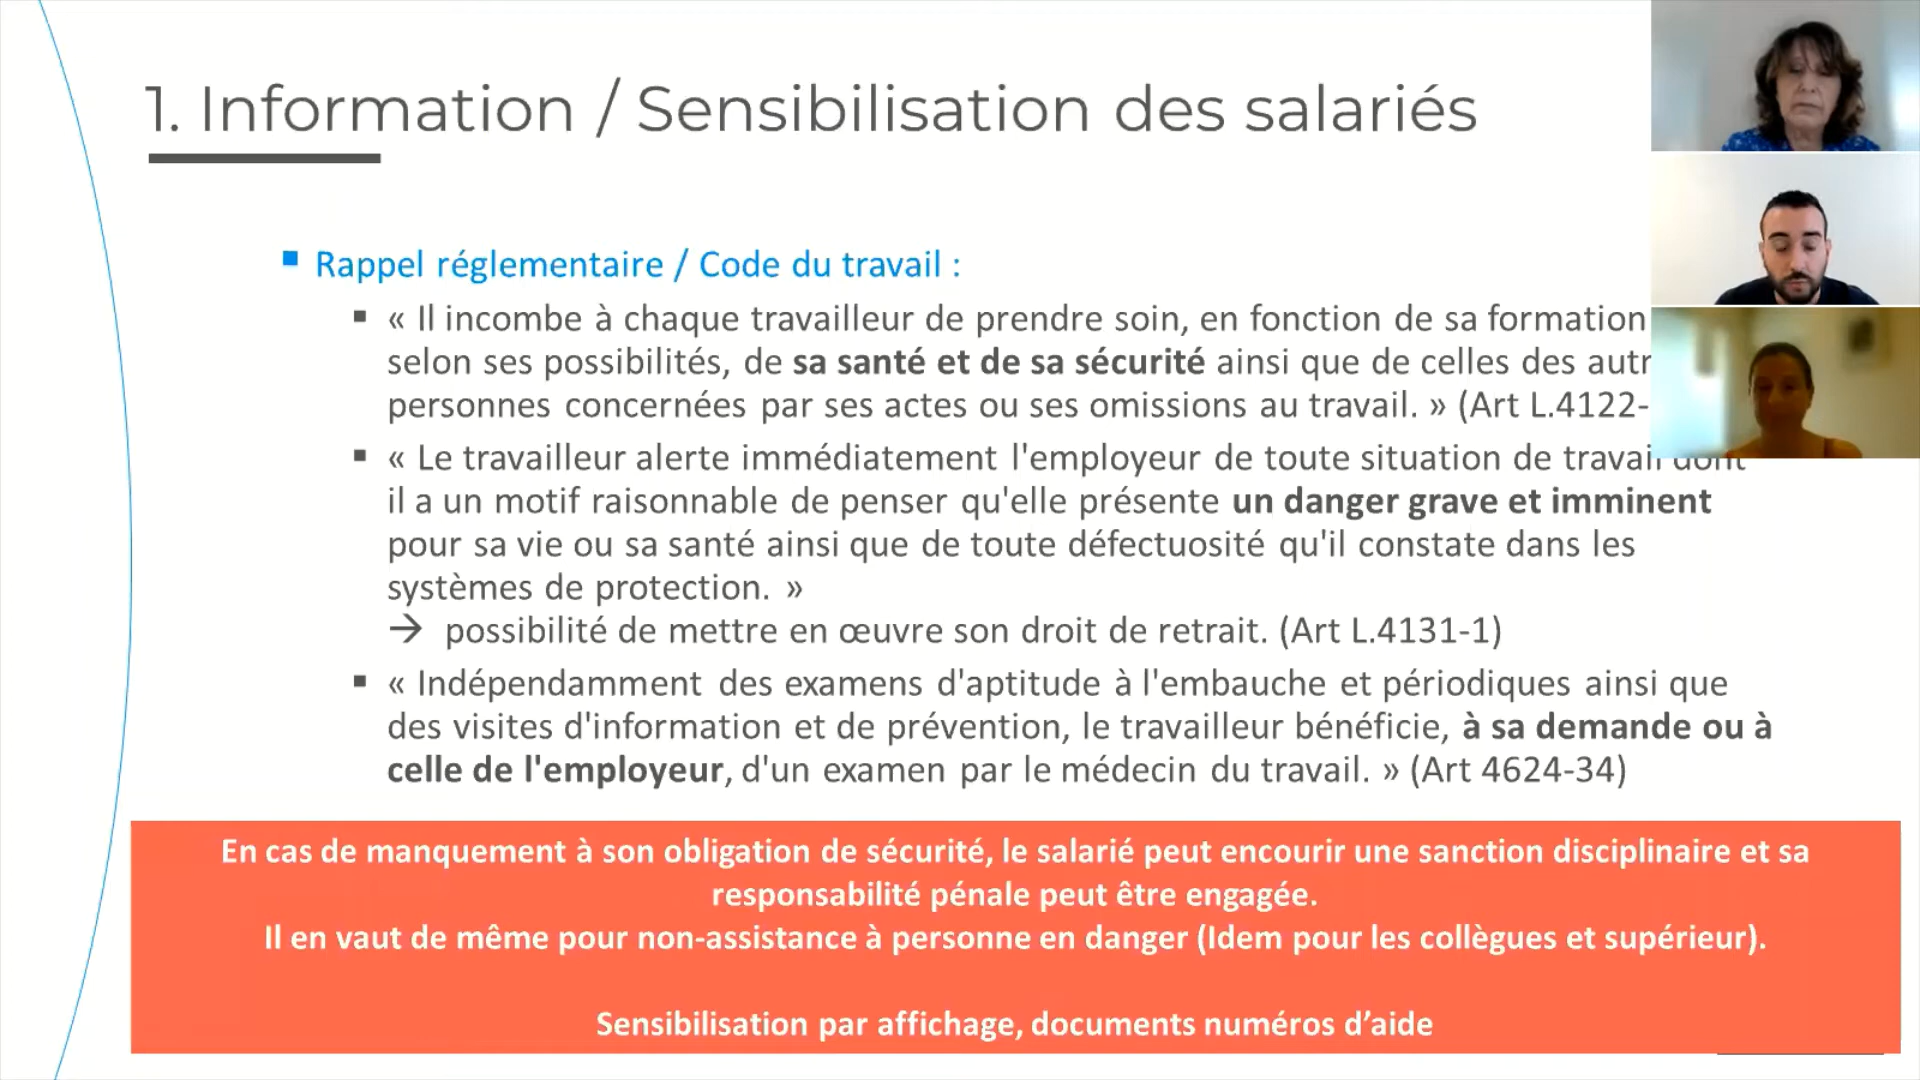 1. Information / Sensibilisation des salariés
Rappel réglementaire / Code du travail :
« Il incombe à chaque travailleur de prendre soin, en fonction de sa formation
selon ses possibilités, de sa santé et de sa sécurité ainsi que de celles des autr
personnes concernées par ses actes ou ses omissions au travail. » (Art L.4122-
« Le travailleur alerte immédiatement l'employeur de toute situation de travail dont
il a un motif raisonnable de penser qu'elle présente un danger grave et imminent
pour sa vie ou sa santé ainsi que de toute défectuosité qu'il constate dans les
systèmes de protection. »
→ possibilité de mettre en œuvre son droit de retrait. (Art L.4131-1)
« Indépendamment des examens d'aptitude à l'embauche et périodiques ainsi que
des visites d'information et de prévention, le travailleur bénéficie, à sa demande ou à
celle de l'employeur, d'un examen par le médecin du travail. » (Art 4624-34)
En cas de manquement à son obligation de sécurité, le salarié peut encourir une sanction disciplinaire et sa
responsabilité pénale peut être engagée.
Il en vaut de même pour non-assistance à personne en danger (Idem pour les collègues et supérieur).
Sensibilisation par affichage, documents numéros d’aide